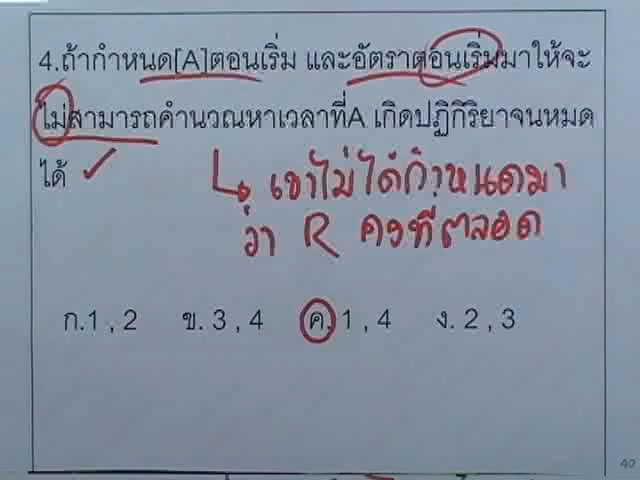 4.ถ้ากำหนด[A]ตอนเริ่ม และอัตราตอนเริ่มมาให้จะ
ไม่สามารถคำนวณหาเวลาที่A เกิดปฏิกิริยาจนหมด
ได้ ✓
↳ เขาไม่ได้กำหนดมา
ว่า R คงที่ตลอด
ก.1 , 2 ข. 3 , 4 ค. 1 , 4 ง. 2 , 3
40